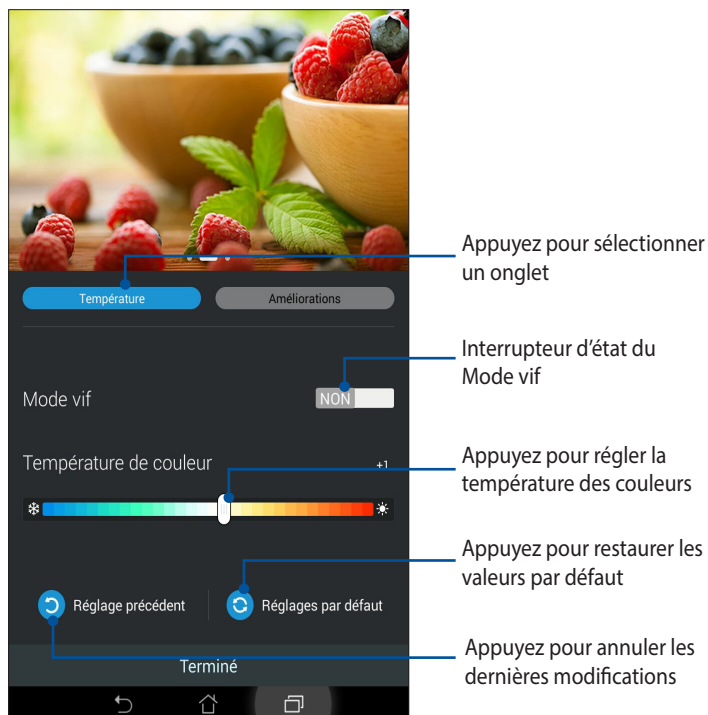 Appuyez pour sélectionner
un onglet
Température
Améliorations
Interrupteur d’état du
Mode vif
Mode vif
NON
Température de couleur
+1
Appuyez pour régler la
température des couleurs
Appuyez pour restaurer les
valeurs par défaut
Réglage précédent
Réglages par défaut
Appuyez pour annuler les
dernières modifications
Terminé